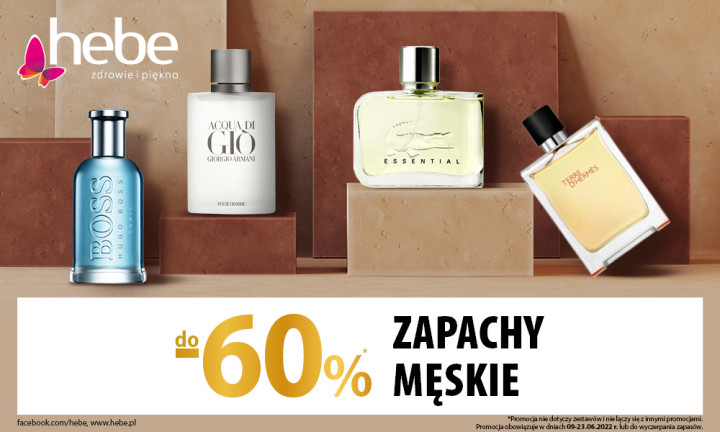 hebe
zdrowie i piękno
BOSS
HUGO BOSS
ACQUA DI
GIÒ
GIORGIO ARMANI
POUR HOMME
ESSENTIAL
TERRE
D'HERMÈS
do
-60%*
ZAPACHY
MĘSKIE
facebook.com/hebe, www.hebe.pl
*Promocja nie dotyczy zestawów i nie łączy się z innymi promocjami.
Promocja obowiązuje w dniach 09-23.06.2022 r. lub do wyczerpania zapasów.